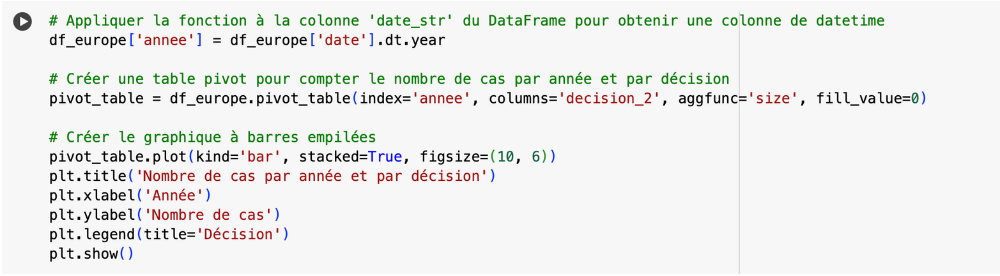 # Appliquer la fonction à la colonne 'date_str' du DataFrame pour obtenir une colonne de datetime
df_europe['annee'] = df_europe['date'].dt.year
# Créer une table pivot pour compter le nombre de cas par année et par décision
pivot_table = df_europe.pivot_table(index='annee', columns='decision_2', aggfunc='size', fill_value=0)
# Créer le graphique à barres empilées
pivot_table.plot(kind='bar', stacked=True, figsize=(10, 6))
plt.title('Nombre de cas par année et par décision')
plt.xlabel('Année')
plt.ylabel('Nombre de cas')
plt.legend(title='Décision')
plt.show()